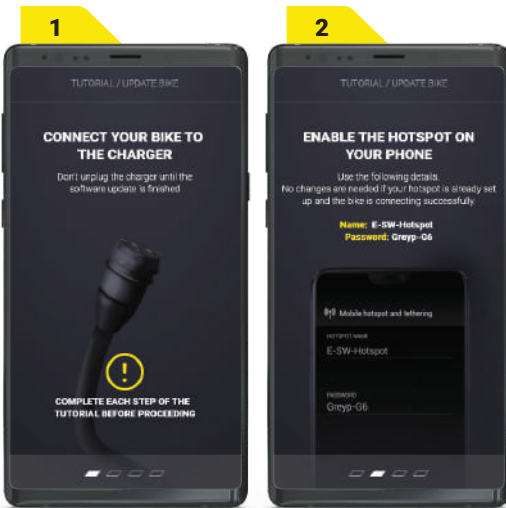 1
TUTORIAL / UPDATE BIKE
CONNECT YOUR BIKE TO
THE CHARGER
Don't unplug the charger until the
software update is finished
!
COMPLETE EACH STEP OF THE
TUTORIAL BEFORE PROCEEDING
2
TUTORIAL / UPDATE BIKE
ENABLE THE HOTSPOT ON
YOUR PHONE
Use the following details.
No changes are needed if your hotspot is already set
up and the bike is connecting successfully.
Name: E-SW-Hotspot
Password: Greyp-G6
Mobile hotspot and tethering
HOTSPOT NAME
E-SW-Hotspot
PASSWORD
Greyp-G6